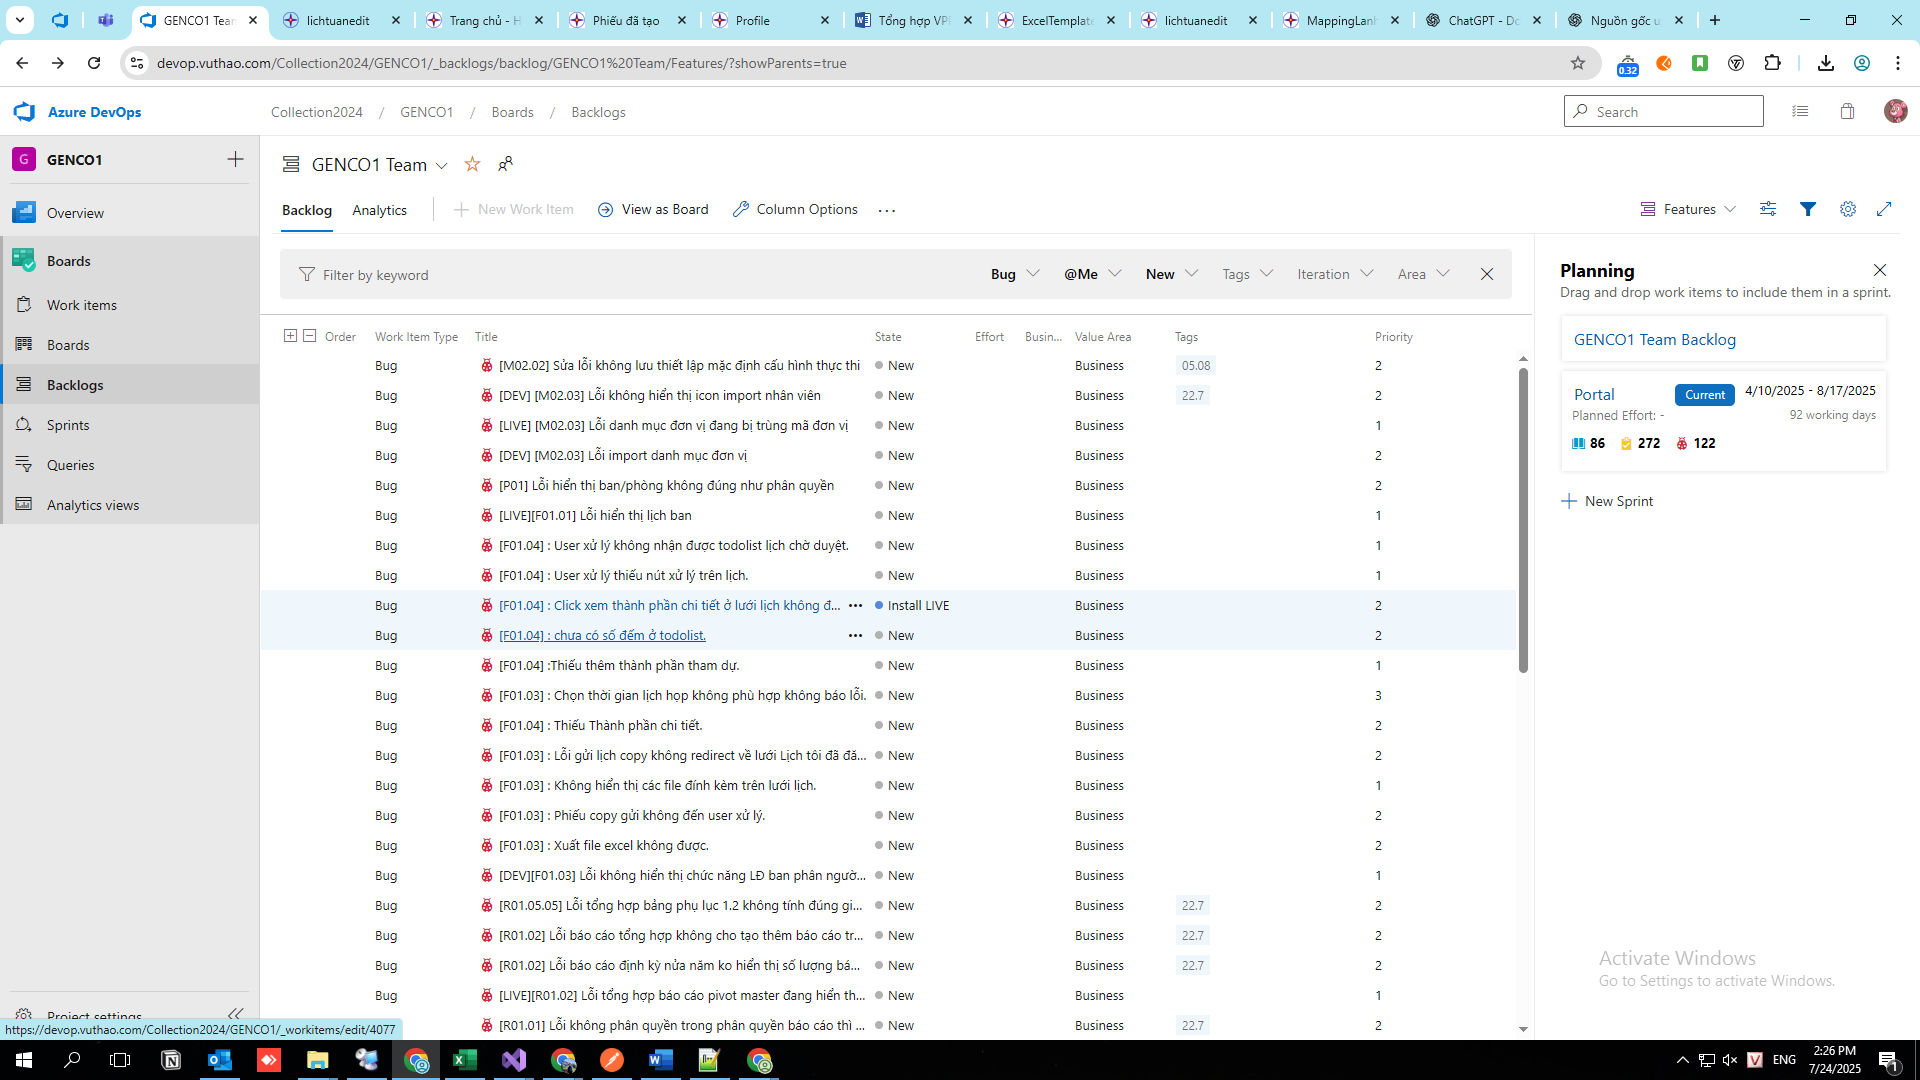 GENCO1 Tean
lichtuanedit
Trang chủ - H
Phiếu đã tạo
Profile
Tổng hợp VPI
ExcelTemplate
lichtuanedit
MappingLanh
ChatGPT - Do
Nguồn gốc u
devop.vuthao.com/Collection2024/GENCO1/_backlogs/backlog/GENCO1%20Team/Features/?showParents=true
0.32
Azure DevOps
Collection2024 / GENCO1 / Boards / Backlogs
Search
G GENCO1
Overview
Boards
Work items
Boards
Backlogs
Sprints
Queries
Analytics views
Project settings
https://devop.vuthao.com/Collection2024/GENCO1/_workitems/edit/4077
GENCO1 Team
Backlog Analytics New Work Item View as Board Column Options Features
Filter by keyword Bug @Me New Tags Iteration Area
Order Work Item Type Title State Effort Busin... Value Area Tags Priority
Bug [M02.02] Sửa lỗi không lưu thiết lập mặc định cấu hình thực thi New Business 05.08 2
Bug [DEV] [M02.03] Lỗi không hiển thị icon import nhân viên New Business 22.7 2
Bug [LIVE] [M02.03] Lỗi danh mục đơn vị đang bị trùng mã đơn vị New Business 1
Bug [DEV] [M02.03] Lỗi import danh mục đơn vị New Business 2
Bug [P01] Lỗi hiển thị ban/phòng không đúng như phân quyền New Business 2
Bug [LIVE][F01.01] Lỗi hiển thị lịch ban New Business 1
Bug [F01.04] : User xử lý không nhận được todolist lịch chờ duyệt. New Business 1
Bug [F01.04] : User xử lý thiếu nút xử lý trên lịch. New Business 1
Bug [F01.04] : Click xem thành phần chi tiết ở lưới lịch không đ... ••• Install LIVE Business 2
Bug [F01.04] : chưa có số đếm ở todolist. ••• New Business 2
Bug [F01.04] :Thiếu thêm thành phần tham dự. New Business 1
Bug [F01.03] : Chọn thời gian lịch họp không phù hợp không báo lỗi. New Business 3
Bug [F01.04] : Thiếu Thành phần chi tiết. New Business 2
Bug [F01.03] : Lỗi gửi lịch copy không redirect về lưới Lịch tôi đã đă... New Business 2
Bug [F01.03] : Không hiển thị các file đính kèm trên lưới lịch. New Business 1
Bug [F01.03] : Phiếu copy gửi không đến user xử lý. New Business 2
Bug [F01.03] : Xuất file excel không được. New Business 2
Bug [DEV][F01.03] Lỗi không hiển thị chức năng LĐ ban phân ngườ... New Business 1
Bug [R01.05.05] Lỗi tổng hợp bảng phụ lục 1.2 không tính đúng gi... New Business 22.7 2
Bug [R01.02] Lỗi báo cáo tổng hợp không cho tạo thêm báo cáo tr... New Business 22.7 2
Bug [R01.02] Lỗi báo cáo định kỳ nửa năm ko hiển thị số lượng bá... New Business 22.7 2
Bug [LIVE][R01.02] Lỗi tổng hợp báo cáo pivot master đang hiển th... New Business 1
Bug [R01.01] Lỗi không phân quyền trong phân quyền báo cáo thì ... New Business 22.7 2
Planning
Drag and drop work items to include them in a sprint.
GENCO1 Team Backlog
Portal Current 4/10/2025 - 8/17/2025
Planned Effort: - 92 working days
86 272 122
New Sprint
Activate Windows
Go to Settings to activate Windows.
ENG
2:26 PM
7/24/2025
1